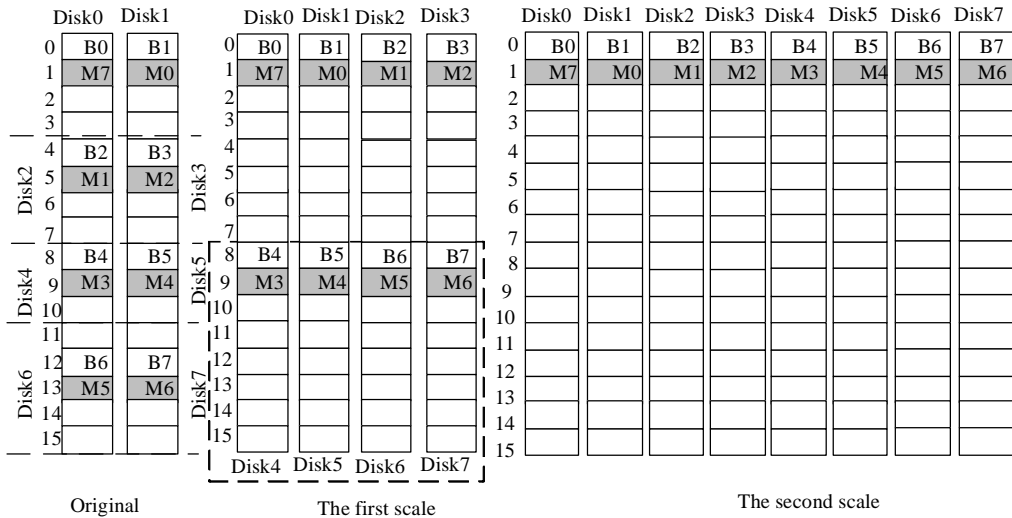 Disk0 Disk1 Disk0 Disk1 Disk2 Disk3 Disk0 Disk1 Disk2 Disk3 Disk4 Disk5 Disk6 Disk7
0 B0 B1 0 B0 B1 B2 B3 0 B0 B1 B2 B3 B4 B5 B6 B7
1 M7 M0 1 M7 M0 M1 M2 1 M7 M0 M1 M2 M3 M4 M5 M6
2 2 2
3 3 3
4 B2 B3 4 4
Disk2 5 M1 M2 Disk3 5 5
6 6 6
7 7 7
8 B4 B5 8 B4 B5 B6 B7 8
Disk4 9 M3 M4 Disk5 9 M3 M4 M5 M6 9
10 10 10
11 11 11
12 B6 B7 12 12
Disk6 13 M5 M6 Disk7 13 13
14 14 14
15 15 15
Disk4 Disk5 Disk6 Disk7
Original The first scale The second scale